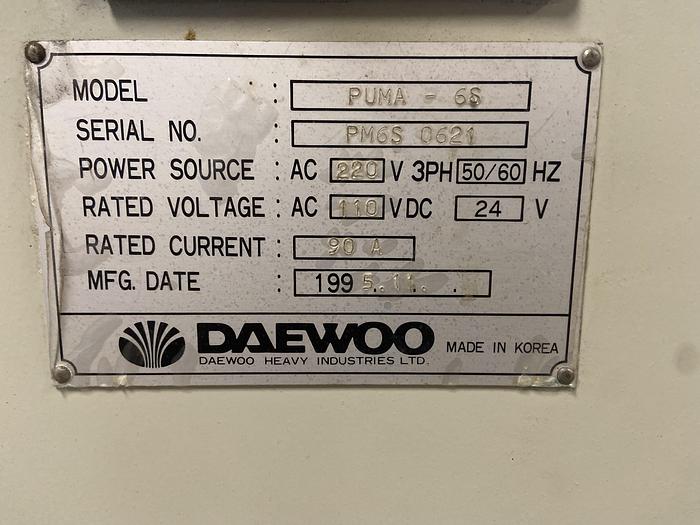 MODEL : PUMA - 6S
SERIAL NO. : PM6S 0621
POWER SOURCE : AC 220 V 3PH 50/60 HZ
RATED VOLTAGE : AC 110 V DC 24 V
RATED CURRENT : 90 A
MFG. DATE : 1995.11. .
DAEWOO
DAEWOO HEAVY INDUSTRIES LTD.
MADE IN KOREA